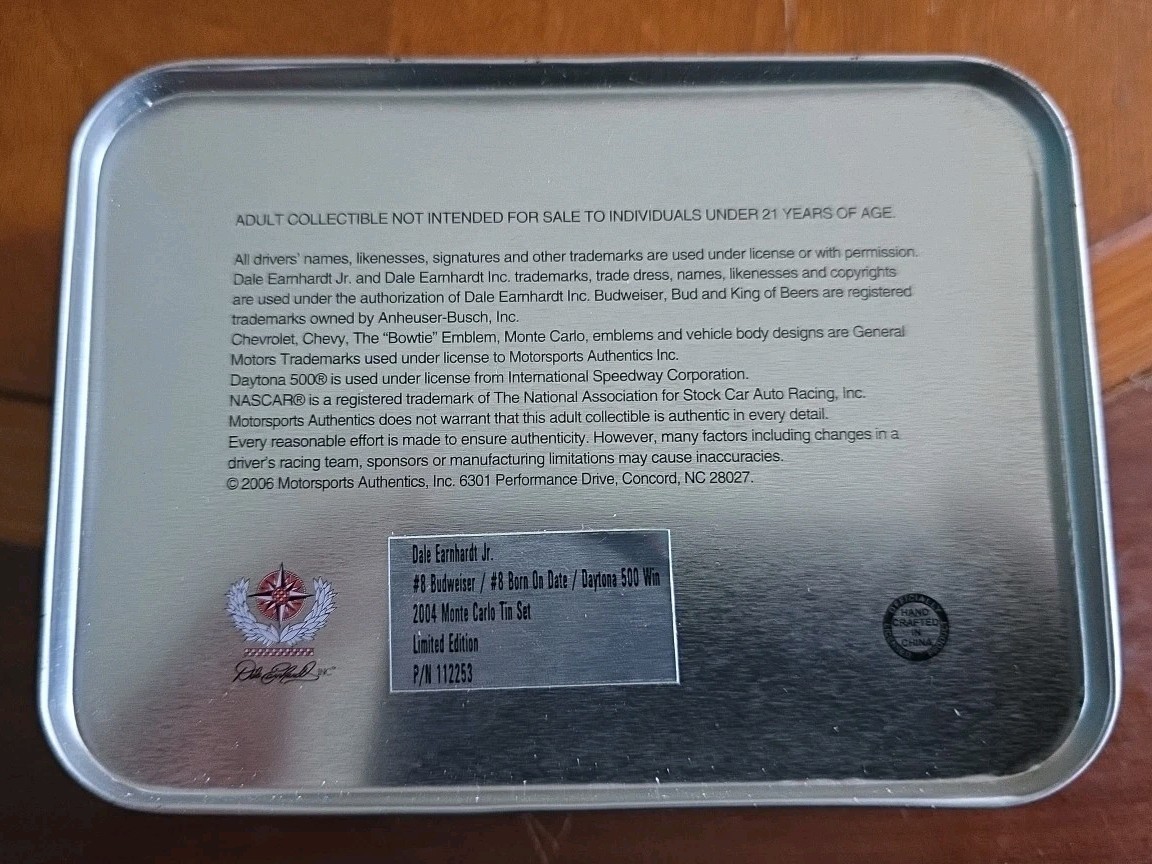 ADULT COLLECTIBLE NOT INTENDED FOR SALE TO INDIVIDUALS UNDER 21 YEARS OF AGE.
All drivers' names, likenesses, signatures and other trademarks are used under license or with permission.
Dale Earnhardt Jr. and Dale Earnhardt Inc. trademarks, trade dress, names, likenesses and copyrights
are used under the authorization of Dale Earnhardt Inc. Budweiser, Bud and King of Beers are registered
trademarks owned by Anheuser-Busch, Inc.
Chevrolet, Chevy, The “Bowtie” Emblem, Monte Carlo, emblems and vehicle body designs are General
Motors Trademarks used under license to Motorsports Authentics Inc.
Daytona 500® is used under license from International Speedway Corporation.
NASCAR® is a registered trademark of The National Association for Stock Car Auto Racing, Inc.
Motorsports Authentics does not warrant that this adult collectible is authentic in every detail.
Every reasonable effort is made to ensure authenticity. However, many factors including changes in a
driver's racing team, sponsors or manufacturing limitations may cause inaccuracies.
© 2006 Motorsports Authentics, Inc. 6301 Performance Drive, Concord, NC 28027.
Dale Earnhardt Jr.
#8 Budweiser / #8 Born On Date / Daytona 500 Win
2004 Monte Carlo Tin Set
Limited Edition
P/N 112253
Dale Earnhardt INC
HAND
CRAFTED
IN
CHINA